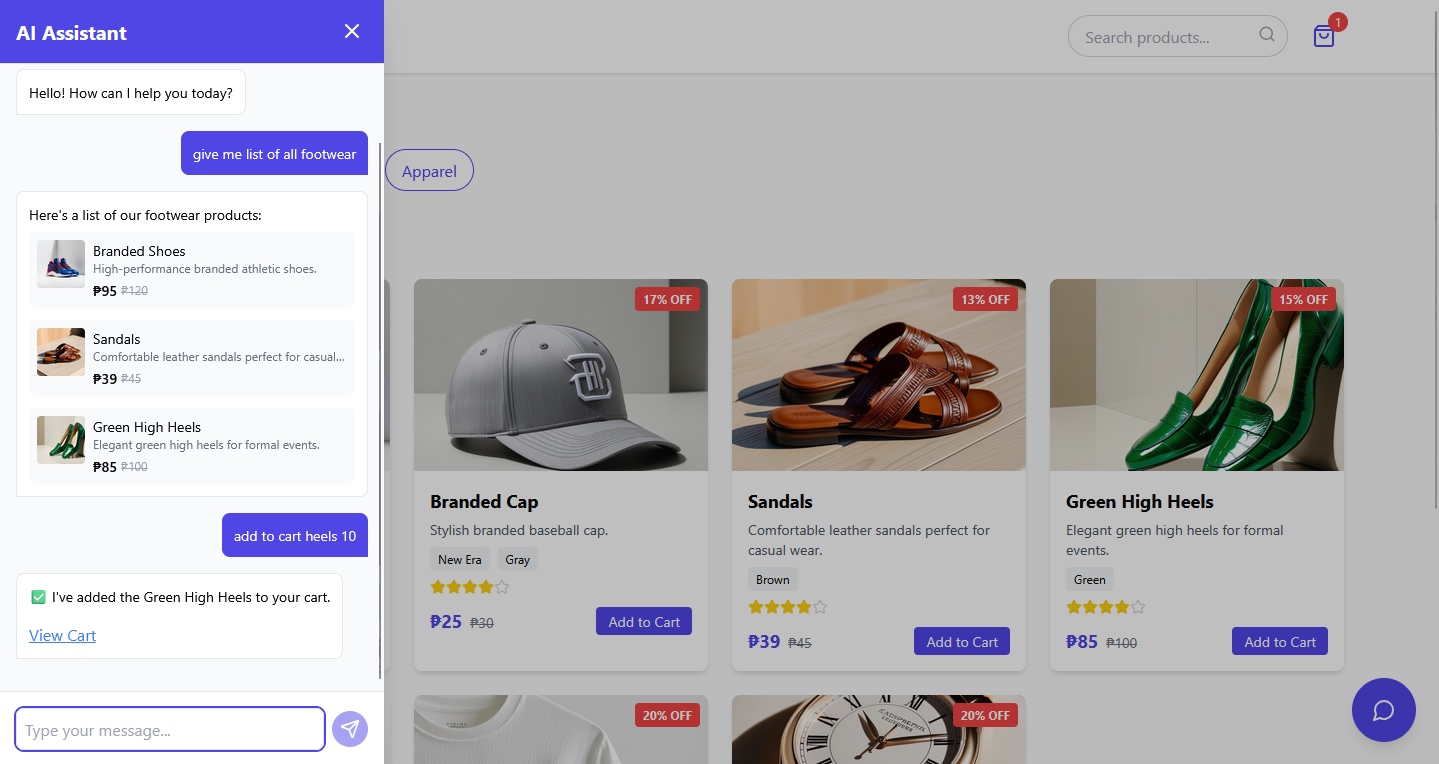 AI Assistant
Hello! How can I help you today?
give me list of all footwear
Here's a list of our footwear products:
Branded Shoes
High-performance branded athletic shoes.
₱95 ₱120
Sandals
Comfortable leather sandals perfect for casual...
₱39 ₱45
Green High Heels
Elegant green high heels for formal events.
₱85 ₱100
add to cart heels 10
✅ I've added the Green High Heels to your cart.
View Cart
Type your message...
Search products...
1
Apparel
17% OFF
Branded Cap
Stylish branded baseball cap.
New Era Gray
₱25 ₱30
Add to Cart
13% OFF
Sandals
Comfortable leather sandals perfect for
casual wear.
Brown
₱39 ₱45
Add to Cart
15% OFF
Green High Heels
Elegant green high heels for formal
events.
Green
₱85 ₱100
Add to Cart
20% OFF
20% OFF